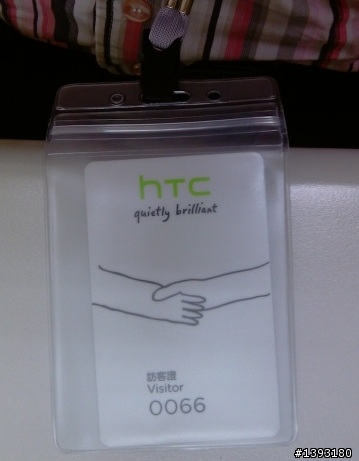 hTC
quietly brilliant
訪客證
Visitor
0066
#1393180